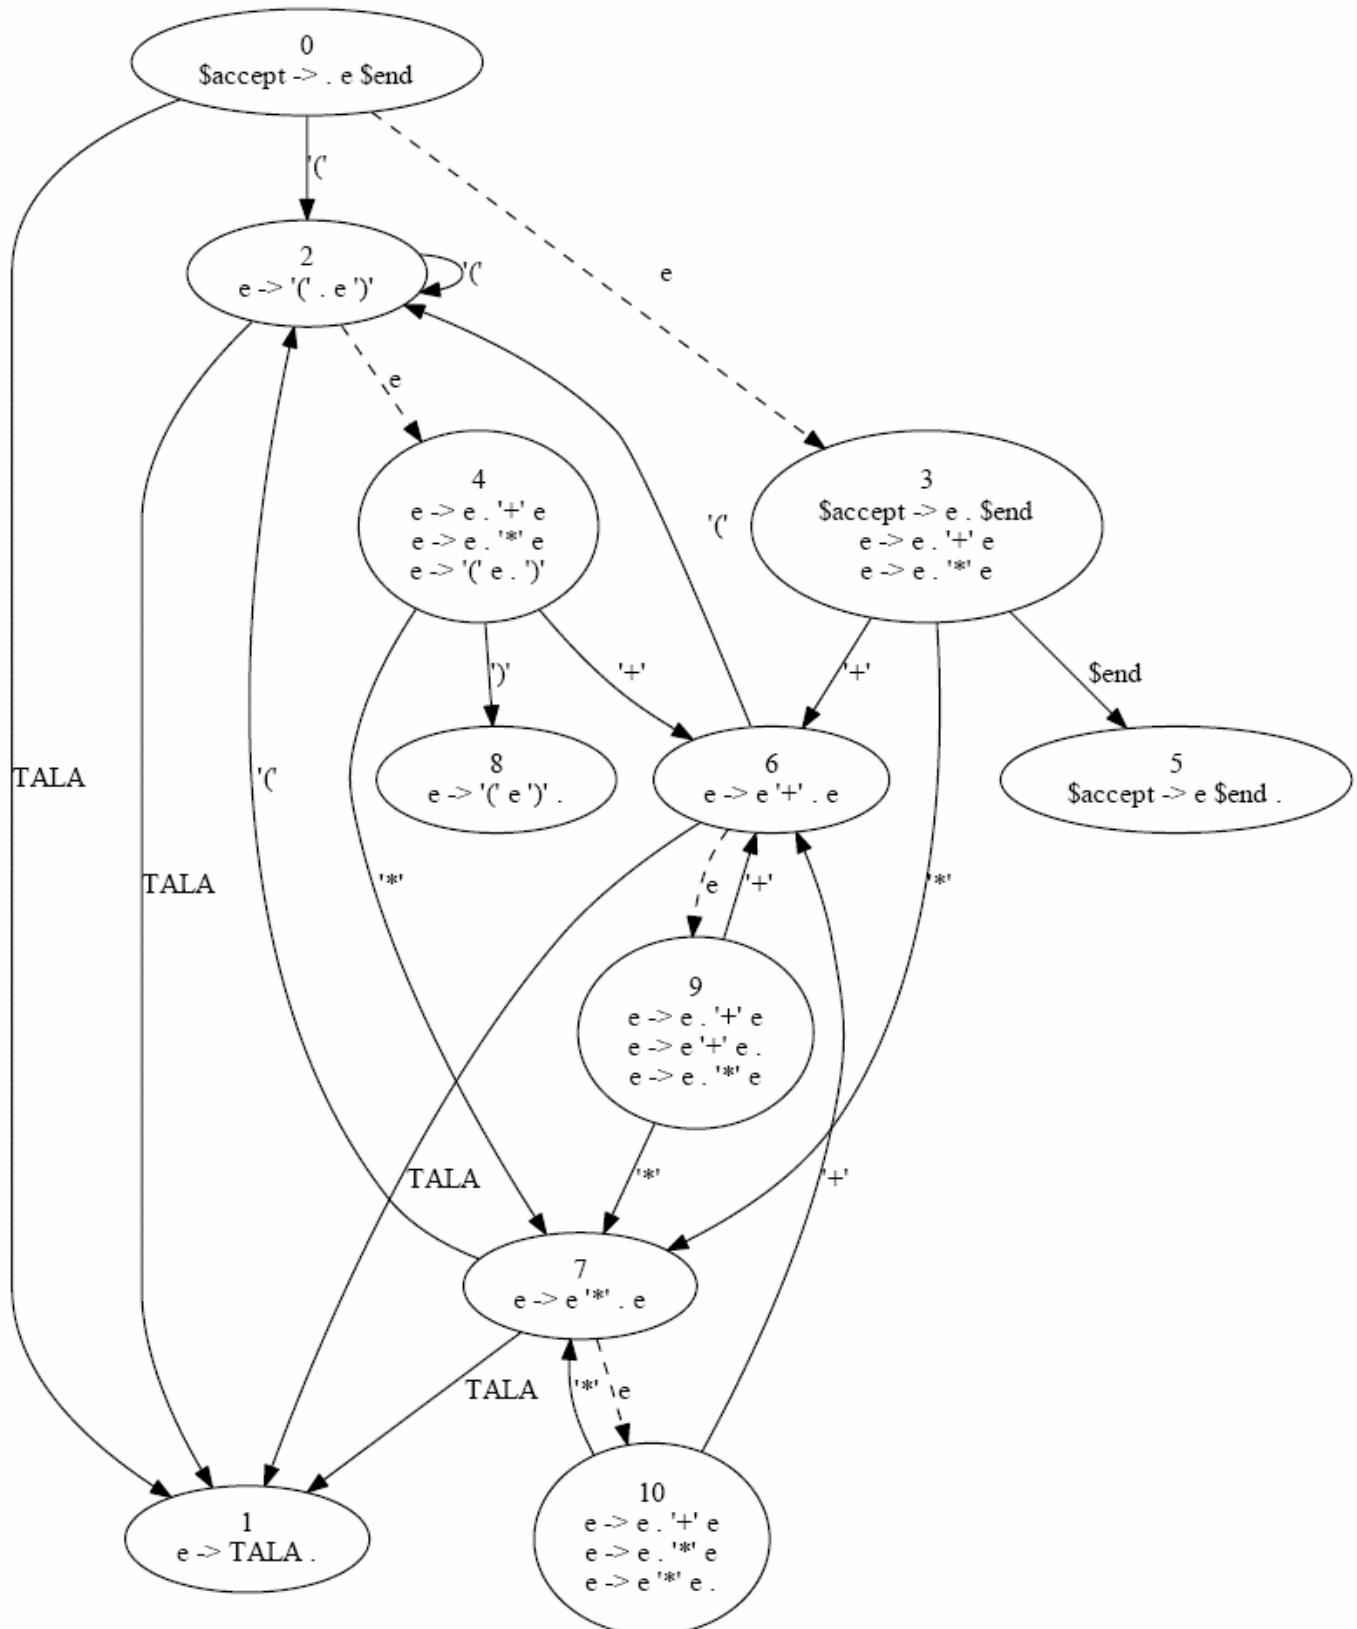 0
$accept -> . e $end
'('
2
e -> '(' . e ')'
'('
e
e
4
e -> e . '+' e
e -> e . '*' e
e -> '(' e . ')'
'('
3
$accept -> e . $end
e -> e . '+' e
e -> e . '*' e
')'
'+'
'+'
$end
TALA
'('
8
e -> '(' e ')' .
6
e -> e '+' . e
5
$accept -> e $end .
TALA
'*'
e
'+'
'*'
9
e -> e . '+' e
e -> e '+' e .
e -> e . '*' e
TALA
'*'
'+'
7
e -> e '*' . e
TALA
'*'
e
1
e -> TALA .
10
e -> e . '+' e
e -> e . '*' e
e -> e '*' e .